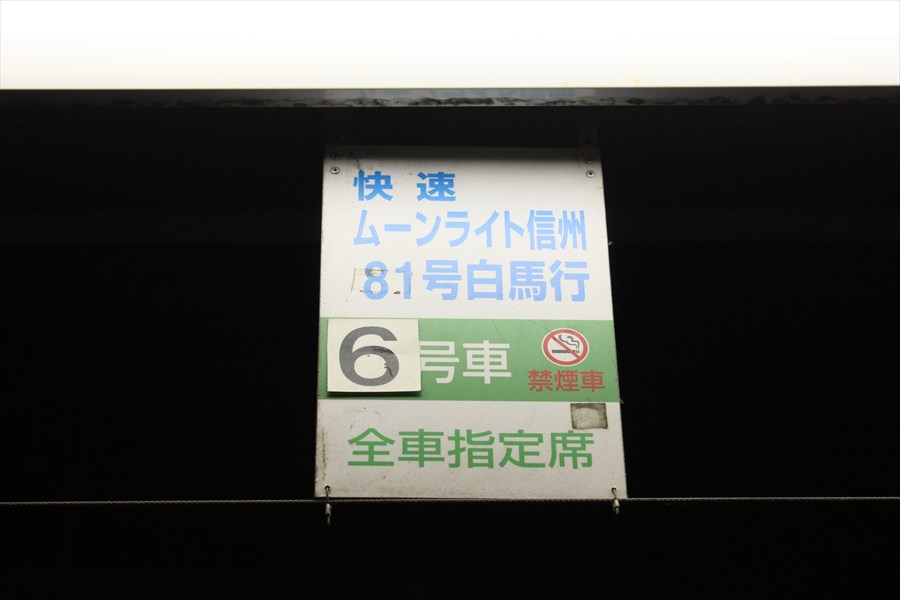 快速
ムーンライト信州
81号白馬行
6号車
禁煙車
全車指定席